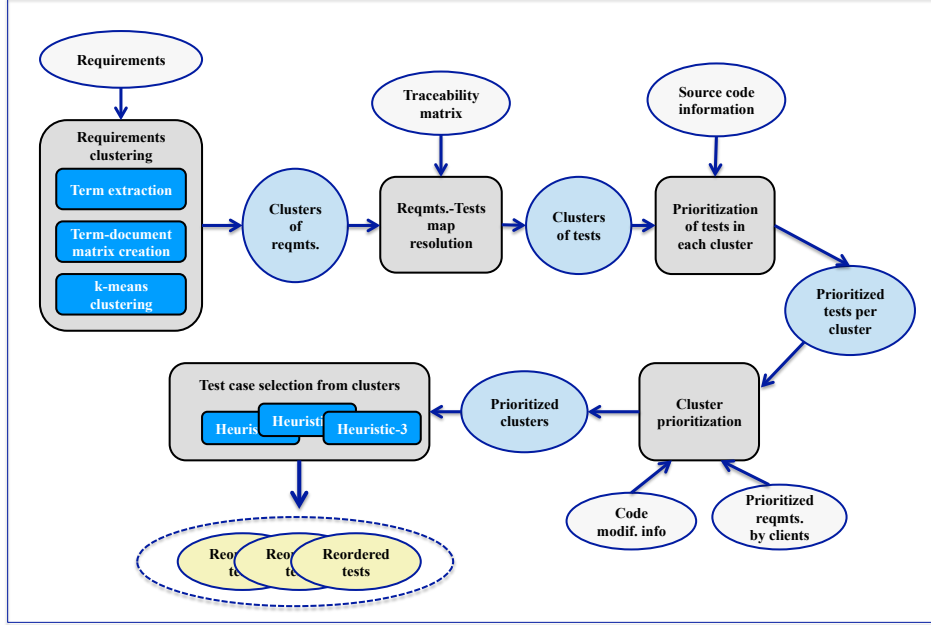 Requirements
Requirements
clustering
Term extraction
Term-document
matrix creation
k-means
clustering
Clusters
of
reqmts.
Traceability
matrix
Reqmts.-Tests
map
resolution
Clusters
of tests
Source code
information
Prioritization
of tests in
each cluster
Prioritized
tests per
cluster
Cluster
prioritization
Code
modif. info
Prioritized
reqmts.
by clients
Prioritized
clusters
Test case selection from clusters
Heuris
Heuristi
Heuristic-3
Reor
te
Reor
te
Reordered
tests